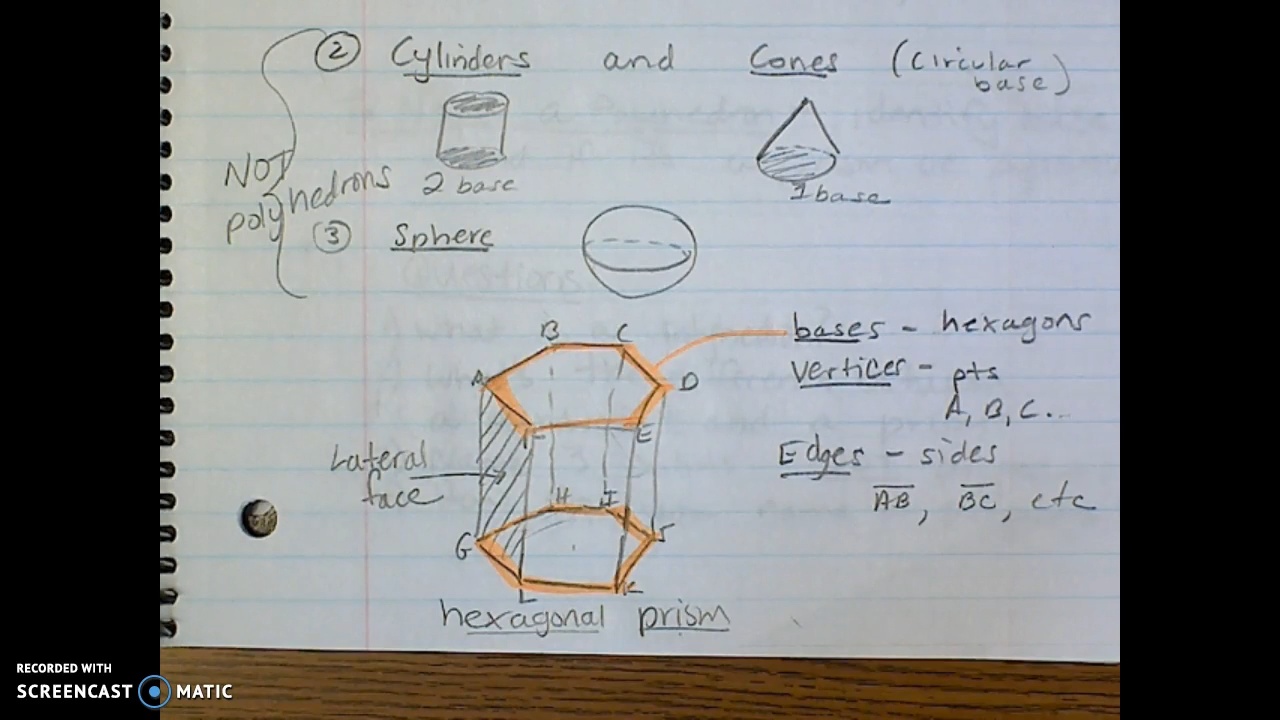 ② Cylinders and Cones (Circular base)
2 base
1 base
NOT
polyhedrons
③ Sphere
Questions
B C
A D
F E
bases - hexagons
Vertices - pts
A, B, C...
Edges - sides
AB, BC, etc
Lateral
face
H I
G J
L K
hexagonal prism
RECORDED WITH
SCREENCAST MATIC